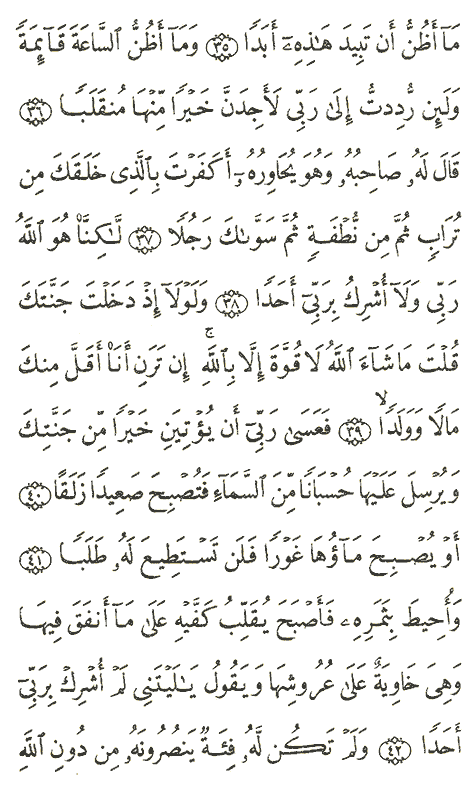 مَآ أَظُنُّ أَن تَبِيدَ هَـٰذِهِۦٓ أَبَدًا ٣٥ وَمَآ أَظُنُّ ٱلسَّاعَةَ قَآئِمَةً
وَلَئِن رُّدِدتُّ إِلَىٰ رَبِّى لَأَجِدَنَّ خَيْرًا مِّنْهَا مُنقَلَبًا ٣٦
قَالَ لَهُۥ صَاحِبُهُۥ وَهُوَ يُحَاوِرُهُۥٓ أَكَفَرْتَ بِٱلَّذِى خَلَقَكَ مِن
تُرَابٍ ثُمَّ مِن نُّطْفَةٍ ثُمَّ سَوَّىٰكَ رَجُلًا ٣٧ لَّـٰكِنَّا۠ هُوَ ٱللَّهُ
رَبِّى وَلَآ أُشْرِكُ بِرَبِّىٓ أَحَدًا ٣٨ وَلَوْلَآ إِذْ دَخَلْتَ جَنَّتَكَ
قُلْتَ مَا شَآءَ ٱللَّهُ لَا قُوَّةَ إِلَّا بِٱللَّهِ ۚ إِن تَرَنِ أَنَا۠ أَقَلَّ مِنكَ
مَالًا وَوَلَدًا ۙ ٣٩ فَعَسَىٰ رَبِّىٓ أَن يُؤْتِيَنِ خَيْرًا مِّن جَنَّتِكَ
وَيُرْسِلَ عَلَيْهَا حُسْبَانًا مِّنَ ٱلسَّمَآءِ فَتُصْبِحَ صَعِيدًا زَلَقًا ٤٠
أَوْ يُصْبِحَ مَآؤُهَا غَوْرًا فَلَن تَسْتَطِيعَ لَهُۥ طَلَبًا ٤١
وَأُحِيطَ بِثَمَرِهِۦ فَأَصْبَحَ يُقَلِّبُ كَفَّيْهِ عَلَىٰ مَآ أَنفَقَ فِيهَا
وَهِىَ خَاوِيَةٌ عَلَىٰ عُرُوشِهَا وَيَقُولُ يَـٰلَيْتَنِى لَمْ أُشْرِكْ بِرَبِّىٓ
أَحَدًا ٤٢ وَلَمْ تَكُن لَّهُۥ فِئَةٌ يَنصُرُونَهُۥ مِن دُونِ ٱللَّهِ